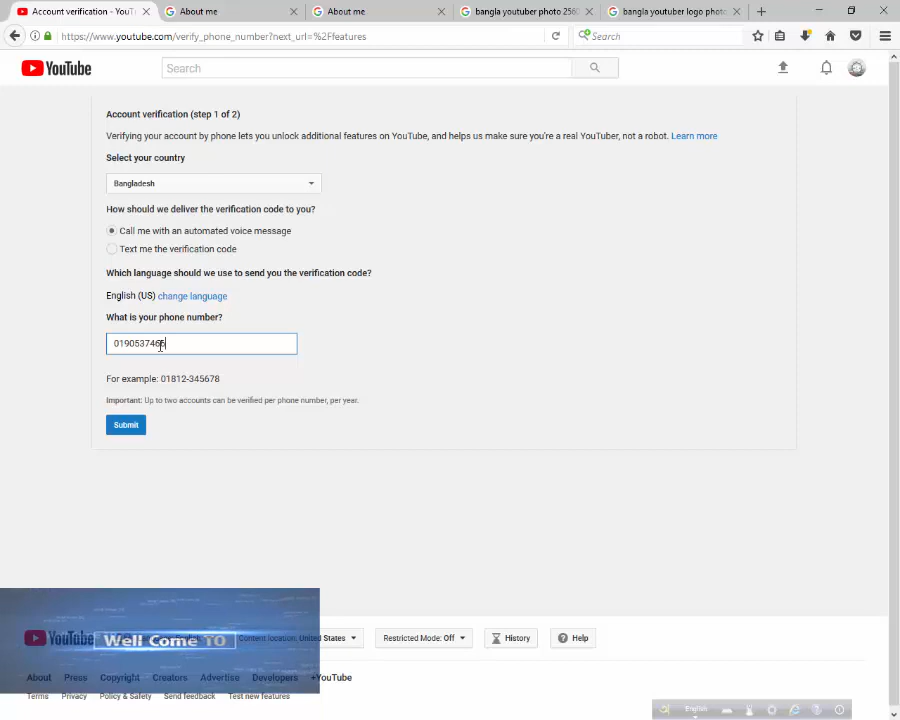 Account verification - YouT
About me
About me
bangla youtuber photo 2560
bangla youtuber logo photo
https://www.youtube.com/verify_phone_number?next_url=%2Ffeatures
Search
YouTube
Search
Account verification (step 1 of 2)
Verifying your account by phone lets you unlock additional features on YouTube, and helps us make sure you're a real YouTuber, not a robot. Learn more
Select your country
Bangladesh
How should we deliver the verification code to you?
Call me with an automated voice message
Text me the verification code
Which language should we use to send you the verification code?
English (US) change language
What is your phone number?
For example: 01812-345678
Important: Up to two accounts can be verified per phone number, per year.
Submit
YouTube
Well Come TO
Content location: United States
Restricted Mode: Off
History
Help
About Press Copyright Creators Advertise Developers +YouTube
Terms Privacy Policy & Safety Send feedback Test new features
English